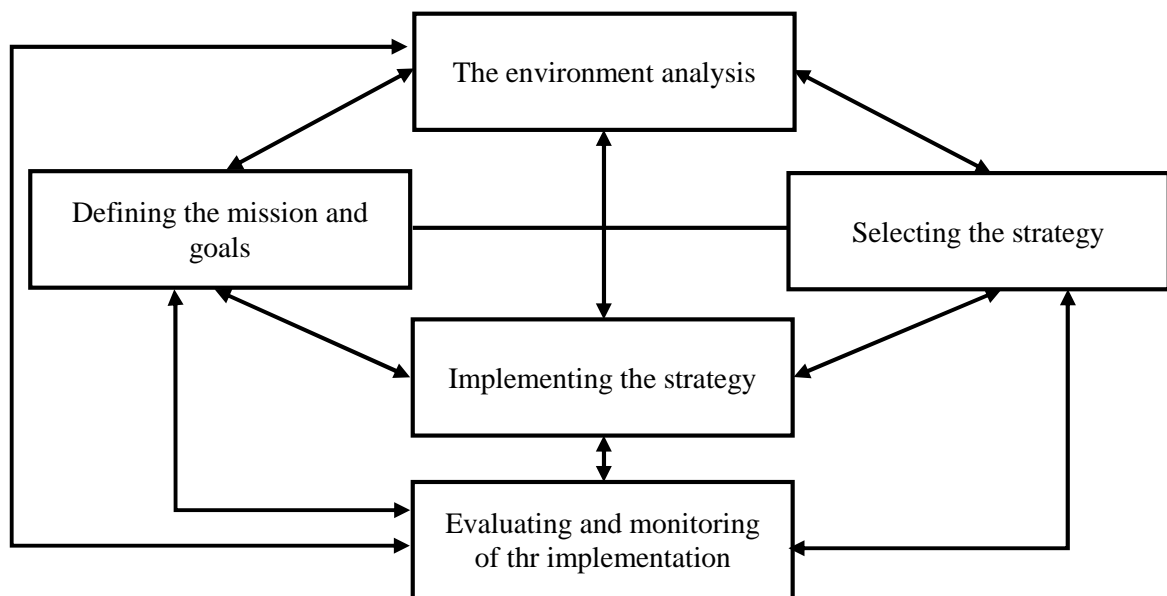 The environment analysis
Defining the mission and
goals
Selecting the strategy
Implementing the strategy
Evaluating and monitoring
of thr implementation